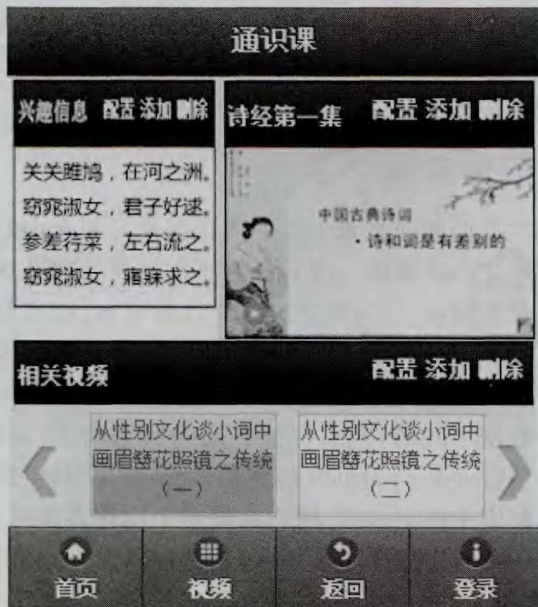 通识课
兴趣信息 配置 添加 删除
关关雎鸠，在河之洲。
窈窕淑女，君子好逑。
参差荇菜，左右流之。
窈窕淑女，寤寐求之。
诗经第一集 配置 添加 删除
中国古典诗词
·诗和词是有差别的
相关视频 配置 添加 删除
从性别文化谈小词中
画眉簪花照镜之传统
（一）
从性别文化谈小词中
画眉簪花照镜之传统
（二）
首页 视频 返回 登录